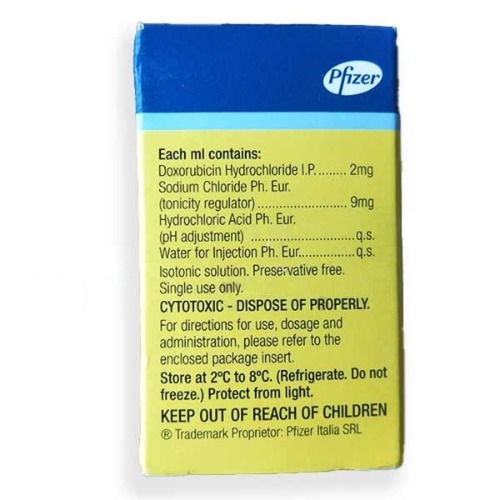 Pfizer
Each ml contains:
Doxorubicin Hydrochloride I.P. ........ 2mg
Sodium Chloride Ph. Eur.
(tonicity regulator) ........................... 9mg
Hydrochloric Acid Ph. Eur.
(pH adjustment) ............................... q.s.
Water for Injection Ph. Eur. .............. q.s.
Isotonic solution. Preservative free.
Single use only.
CYTOTOXIC - DISPOSE OF PROPERLY.
For directions for use, dosage and
administration, please refer to the
enclosed package insert.
Store at 2°C to 8°C. (Refrigerate. Do not
freeze.) Protect from light.
KEEP OUT OF REACH OF CHILDREN
® Trademark Proprietor: Pfizer Italia SRL